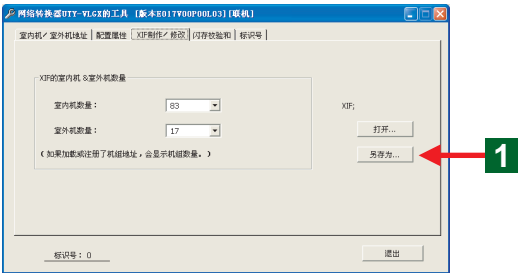 网络转换器UTY-VLGX的工具 [版本E017V00P00L03][联机]
室内机/室外机地址 配置属性 XIF制作/修改 闪存校验和 标识号
XIF的室内机 &室外机数量
室内机数量： 83
XIF;
室外机数量： 17
打开...
(如果加载或注册了机组地址，会显示机组数量。)
另存为...
1
标识号：0
退出